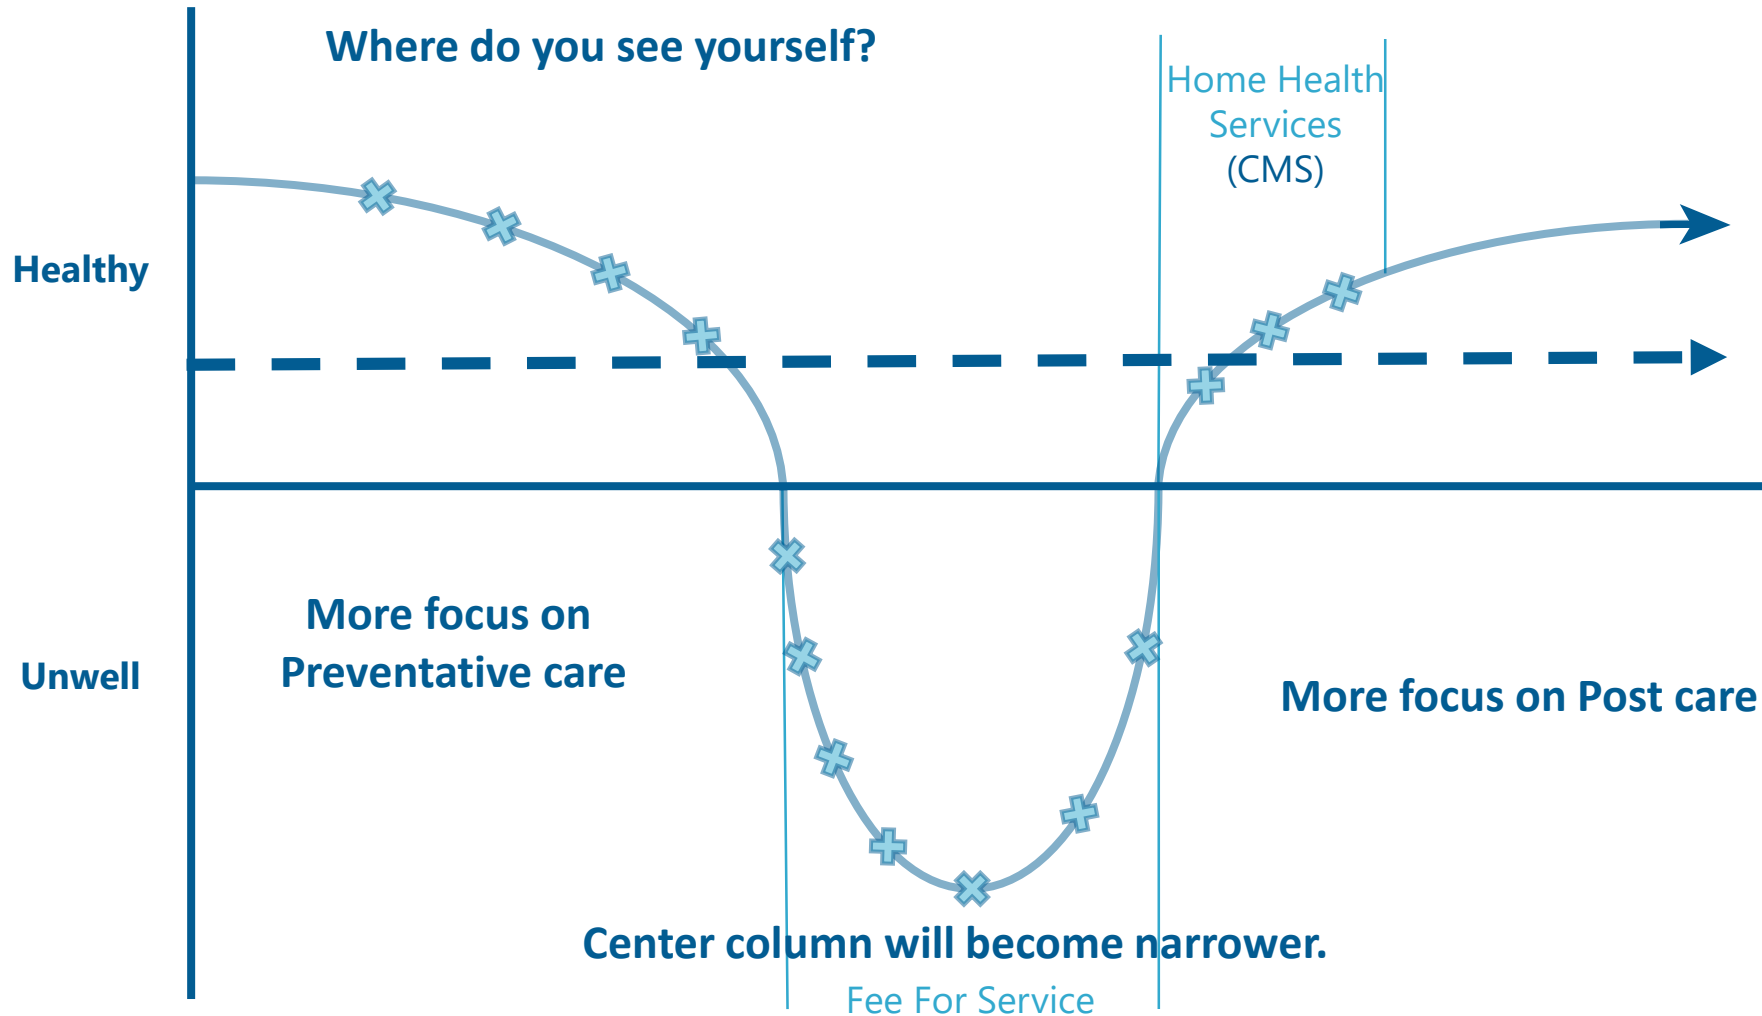 Where do you see yourself?
Home Health
Services
(CMS)
Healthy
More focus on
Preventative care
Unwell
More focus on Post care
Center column will become narrower.
Fee For Service